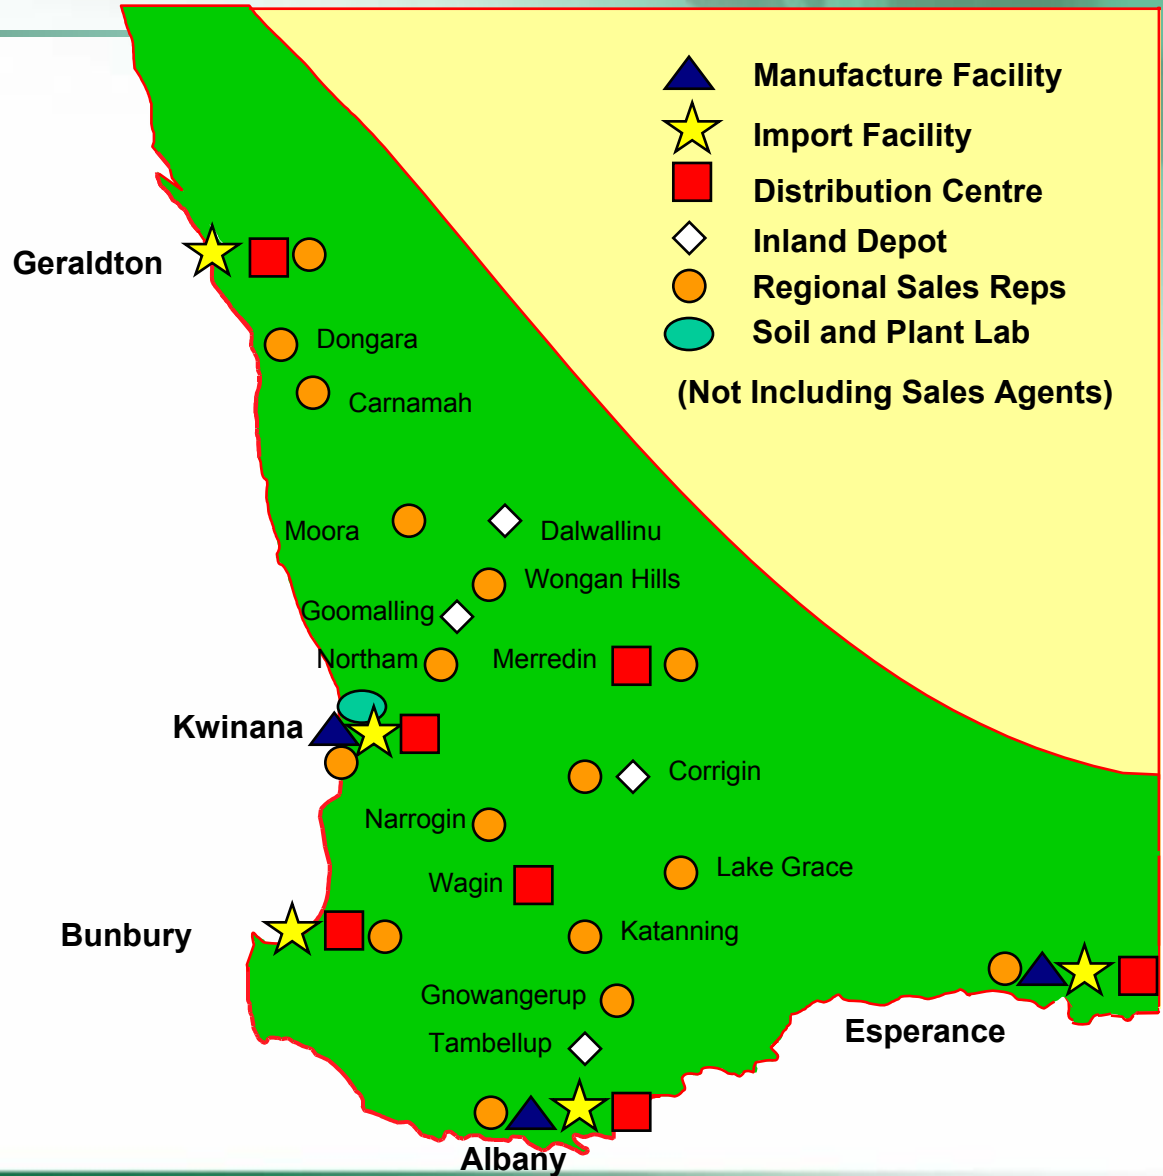 Manufacture Facility
Import Facility
Distribution Centre
Inland Depot
Regional Sales Reps
Soil and Plant Lab
(Not Including Sales Agents)
Geraldton
Dongara
Carnamah
Moora
Dalwallinu
Wongan Hills
Goomalling
Northam
Merredin
Kwinana
Corrigin
Narrogin
Lake Grace
Wagin
Bunbury
Katanning
Gnowangerup
Esperance
Tambellup
Albany